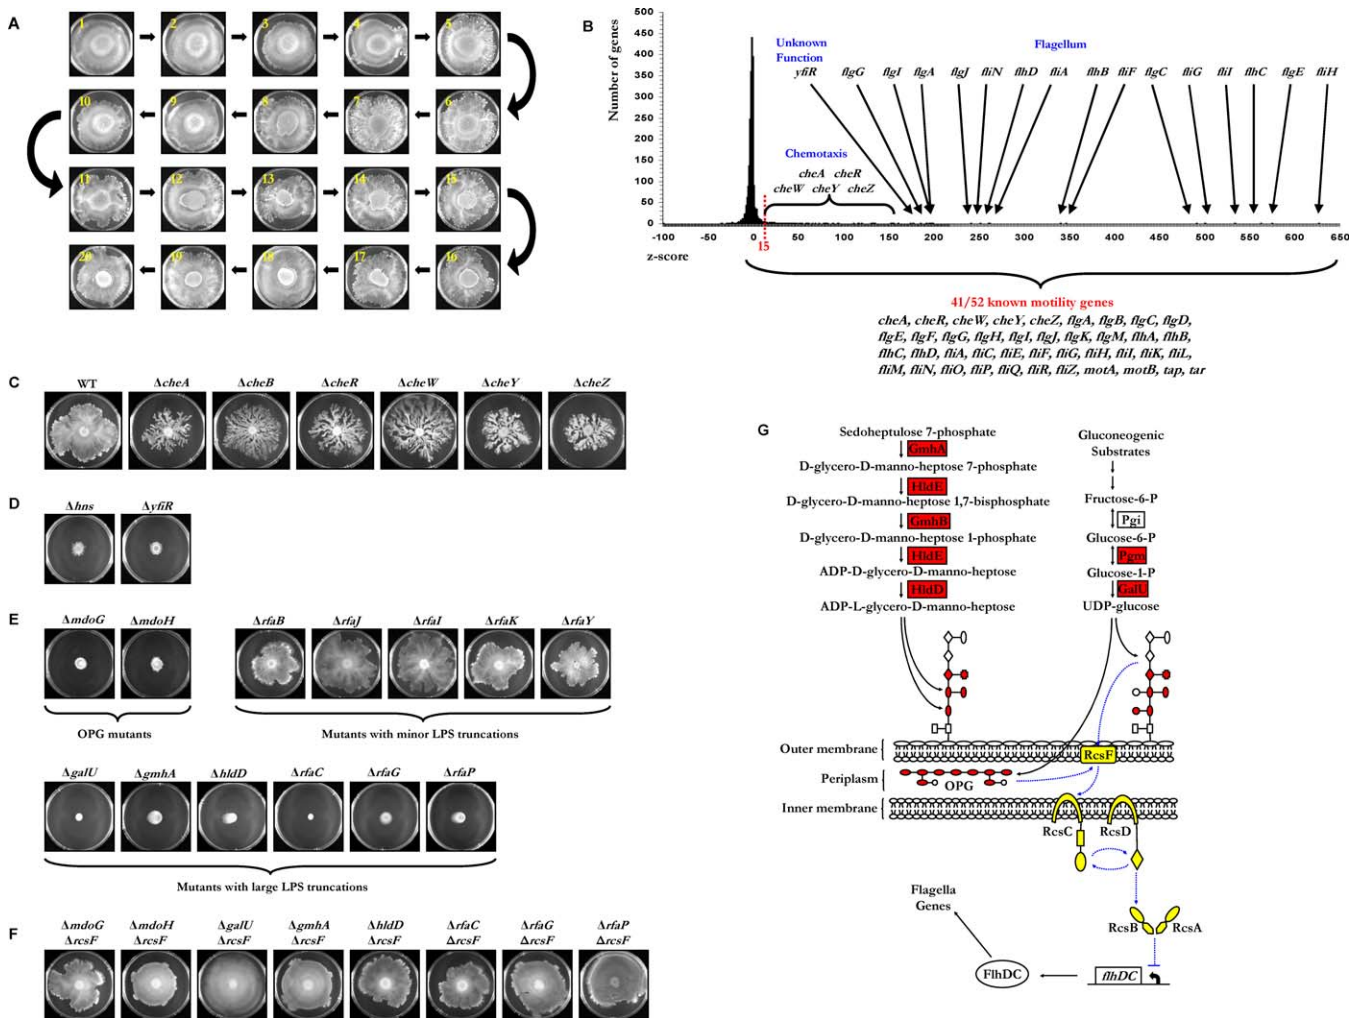 A
1 2 3 4 5
10 9 8 7 6
11 12 13 14 15
20 19 18 17 16
B
Number of genes
500
450
400
350
300
250
200
150
100
50
0
Unknown
Function
Flagellum
yfiR flgG flgI flgA flgJ fliN flhD fliA flhB fliF flgC fliG fliI flhC flgE fliH
Chemotaxis
cheA cheR
cheW cheY cheZ
-100 -50 0 50 100 150 200 250 300 350 400 450 500 550 600 650
15
z-score
41/52 known motility genes
cheA, cheR, cheW, cheY, cheZ, flgA, flgB, flgC, flgD,
flgE, flgF, flgG, flgH, flgI, flgJ, flgK, flgM, flhA, flhB,
flhC, flhD, fliA, fliC, fliE, fliF, fliG, fliH, fliI, fliK, fliL,
fliM, fliN, fliO, fliP, fliQ, fliR, fliZ, motA, motB, tap, tar
C
WT ΔcheA ΔcheB ΔcheR ΔcheW ΔcheY ΔcheZ
D
Δhns ΔyfiR
E
ΔmdoG ΔmdoH
OPG mutants
ΔrfaB ΔrfaJ ΔrfaI ΔrfaK ΔrfaY
Mutants with minor LPS truncations
ΔgalU ΔgmhA ΔhldD ΔrfaC ΔrfaG ΔrfaP
Mutants with large LPS truncations
F
ΔmdoG ΔmdoH ΔgalU ΔgmhA ΔhldD ΔrfaC ΔrfaG ΔrfaP
ΔrcsF ΔrcsF ΔrcsF ΔrcsF ΔrcsF ΔrcsF ΔrcsF ΔrcsF
G
Sedoheptulose 7-phosphate
GmhA
D-glycero-D-manno-heptose 7-phosphate
HldE
D-glycero-D-manno-heptose 1,7-bisphosphate
GmhB
D-glycero-D-manno-heptose 1-phosphate
HldE
ADP-D-glycero-D-manno-heptose
HldD
ADP-L-glycero-D-manno-heptose
Gluconeogenic
Substrates
Fructose-6-P
Pgi
Glucose-6-P
Pgm
Glucose-1-P
GalU
UDP-glucose
Outer membrane
RcsF
Periplasm
OPG
Inner membrane
RcsC RcsD
RcsB RcsA
Flagella
Genes
FlhDC
flhDC